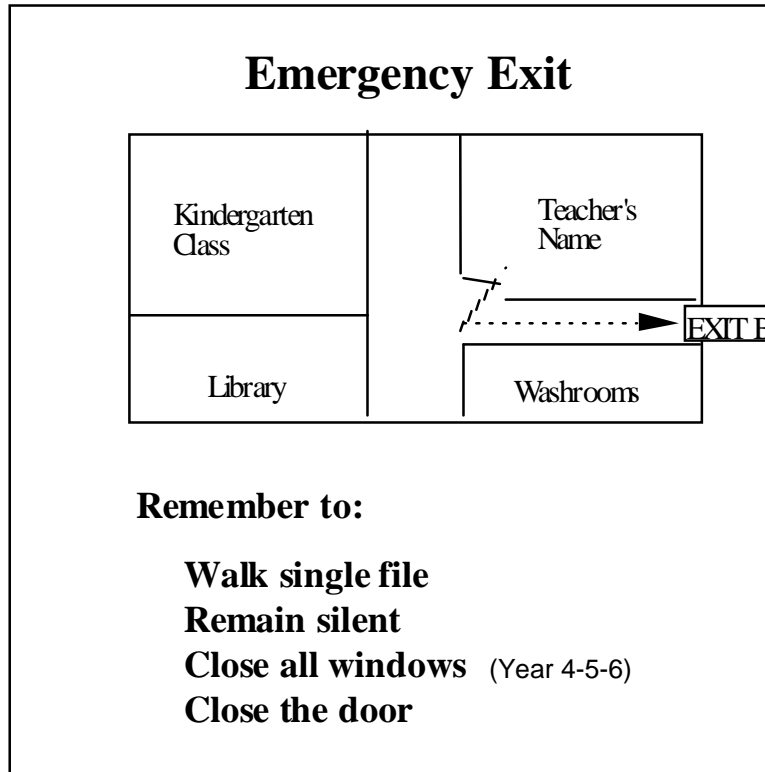 Emergency Exit
Kindergarten
Class
Teacher's
Name
EXIT B
Library
Washrooms
Remember to:
Walk single file
Remain silent
Close all windows (Year 4-5-6)
Close the door